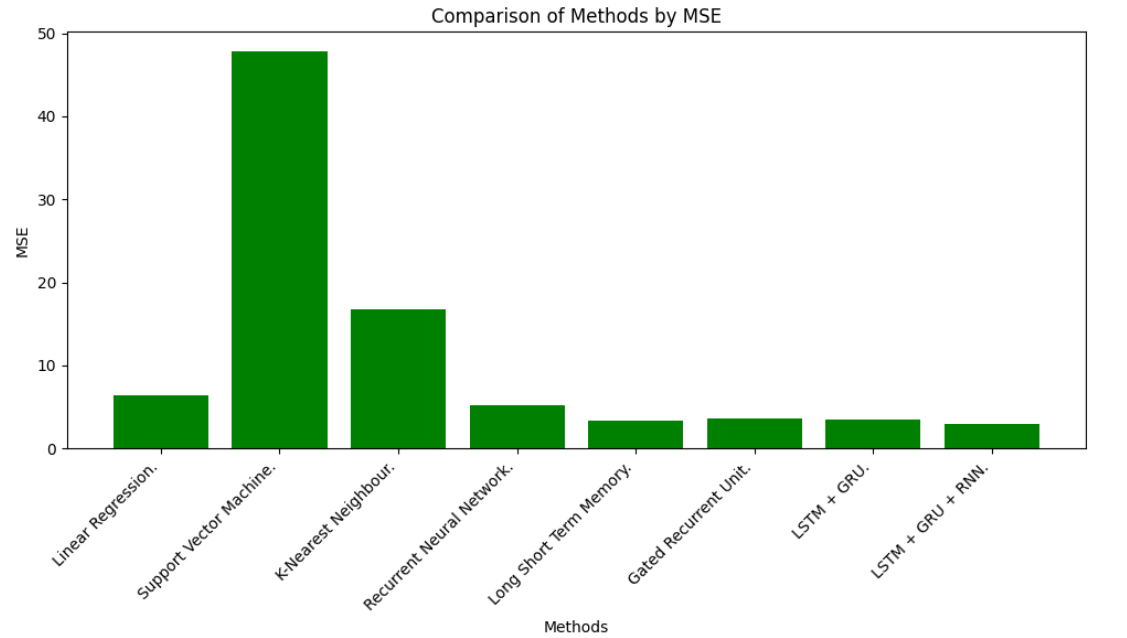 Comparison of Methods by MSE
50
40
30
20
10
0
MSE
Linear Regression.
Support Vector Machine.
K-Nearest Neighbour.
Recurrent Neural Network.
Long Short Term Memory.
Gated Recurrent Unit.
LSTM + GRU.
LSTM + GRU + RNN.
Methods